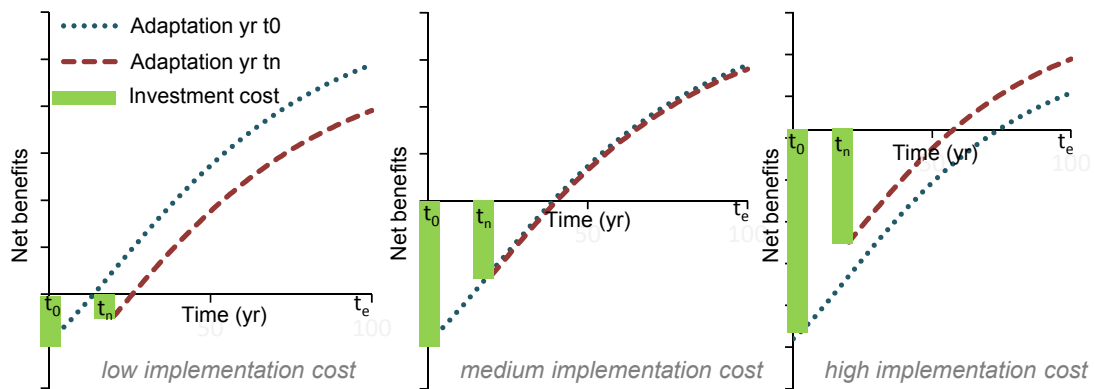 Adaptation yr t0
Adaptation yr tn
Investment cost
Net benefits
t0
tn
Time (yr)
50
te
100
low implementation cost
Net benefits
t0
tn
Time (yr)
50
te
100
medium implementation cost
Net benefits
t0
tn
Time (yr)
50
te
100
high implementation cost